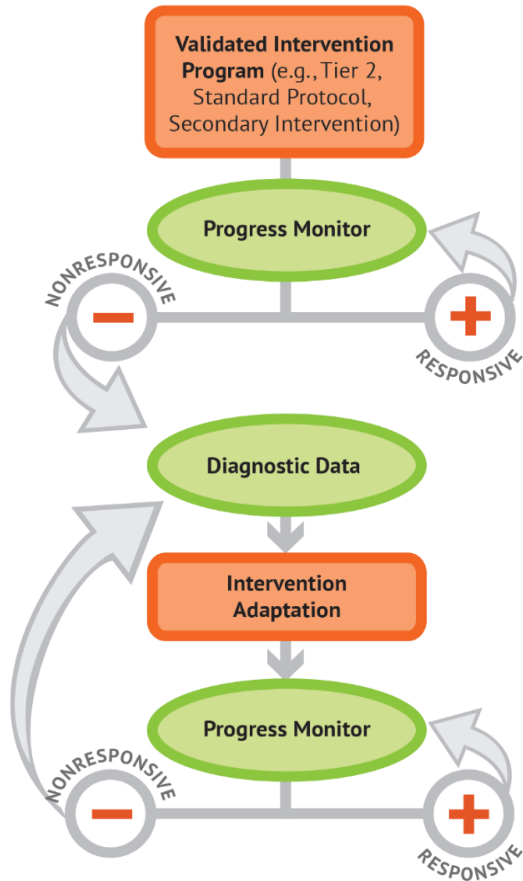 Validated Intervention
Program (e.g., Tier 2,
Standard Protocol,
Secondary Intervention)
Progress Monitor
NONRESPONSIVE
RESPONSIVE
Diagnostic Data
Intervention
Adaptation
Progress Monitor
NONRESPONSIVE
RESPONSIVE